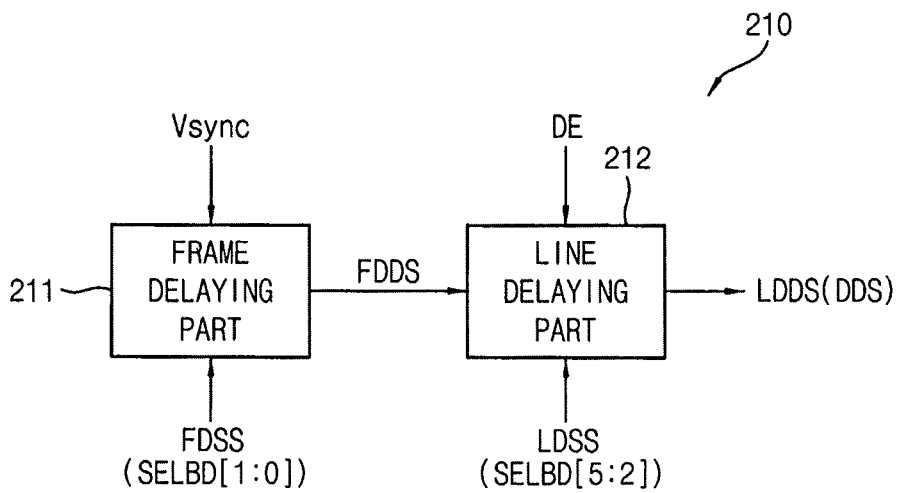 210
Vsync
DE
212
FRAME
DELAYING
PART
211
FDDS
LINE
DELAYING
PART
LDDS(DDS)
FDSS
(SELBD[1:0])
LDSS
(SELBD[5:2])